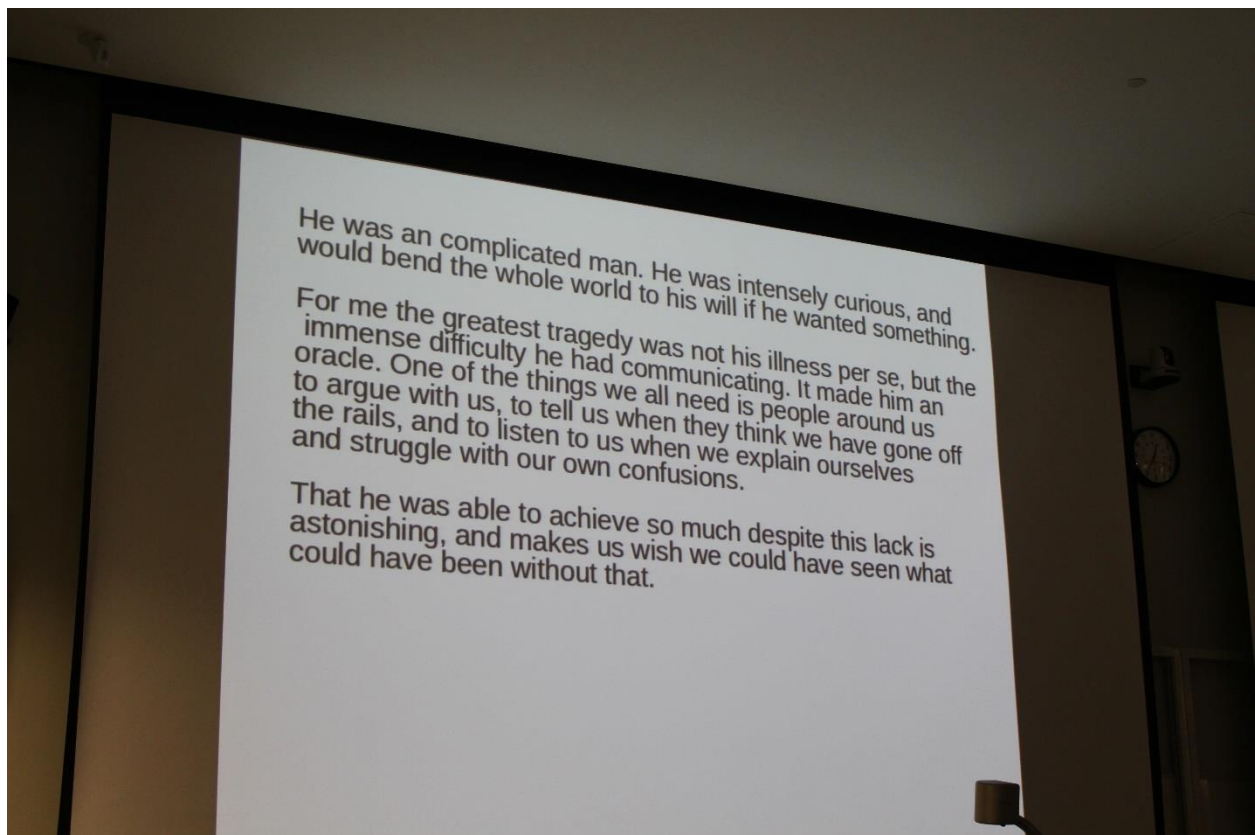 He was an complicated man. He was intensely curious, and
would bend the whole world to his will if he wanted something.
For me the greatest tragedy was not his illness per se, but the
immense difficulty he had communicating. It made him an
oracle. One of the things we all need is people around us
to argue with us, to tell us when they think we have gone off
the rails, and to listen to us when we explain ourselves
and struggle with our own confusions.
That he was able to achieve so much despite this lack is
astonishing, and makes us wish we could have seen what
could have been without that.